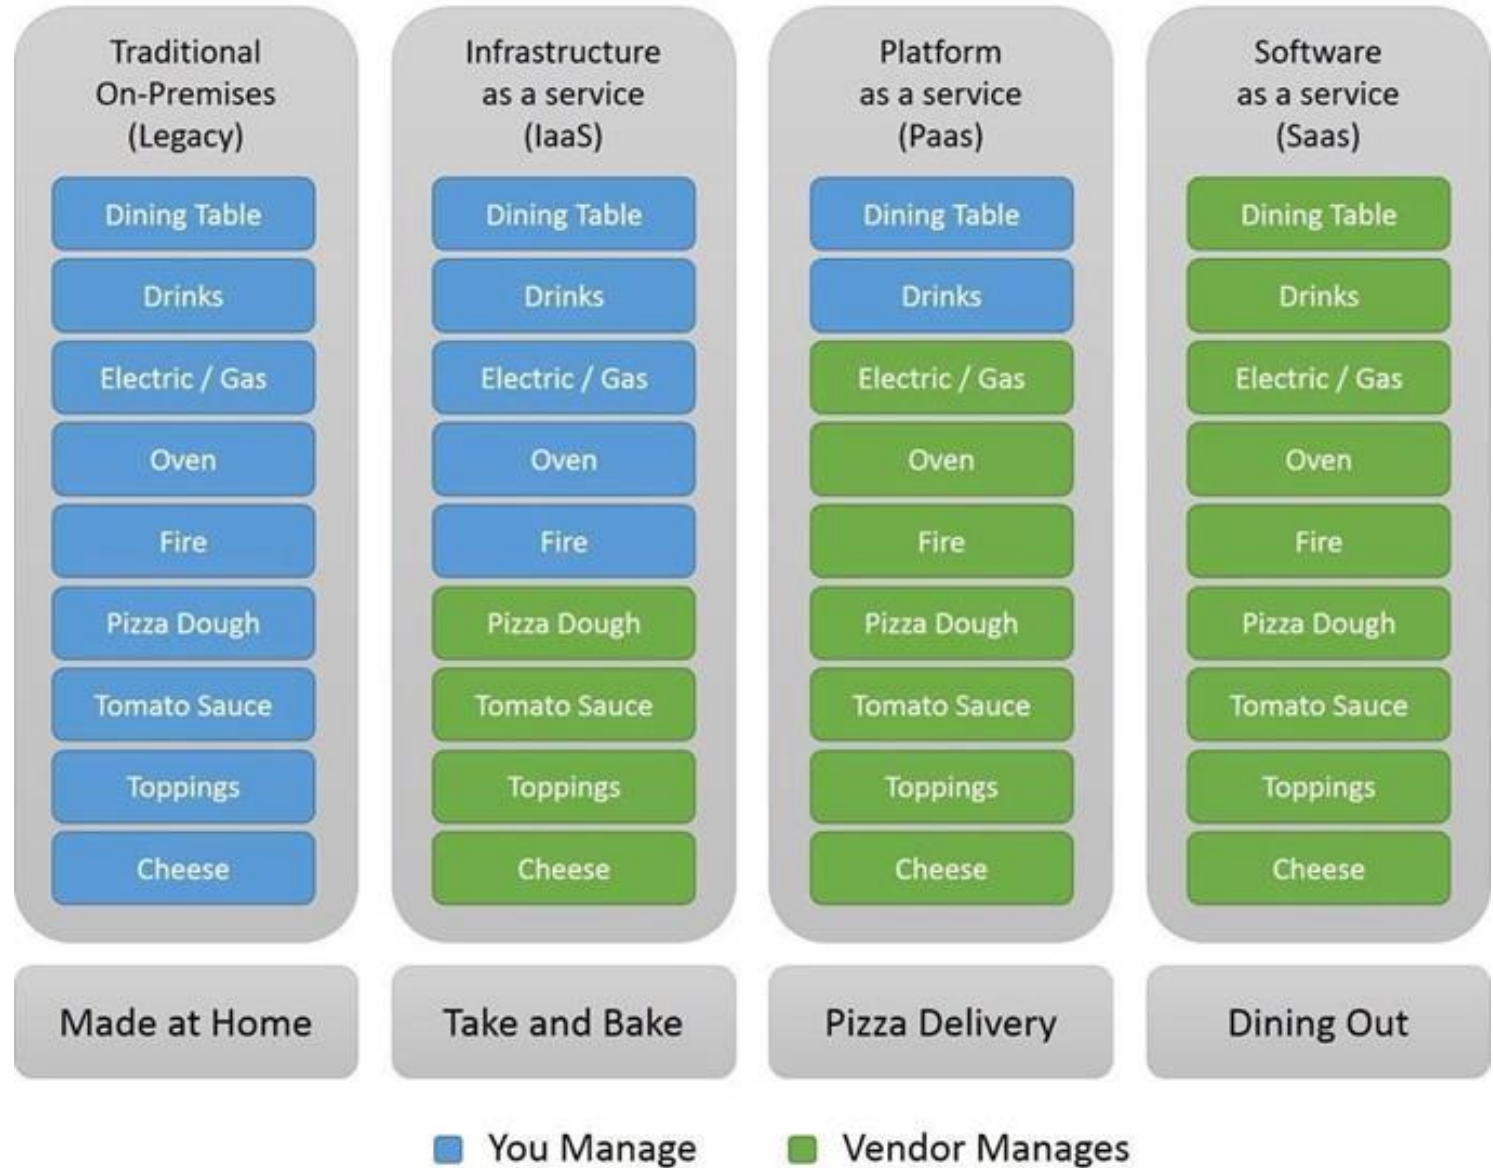 Traditional
On-Premises
(Legacy)
Dining Table
Drinks
Electric / Gas
Oven
Fire
Pizza Dough
Tomato Sauce
Toppings
Cheese
Made at Home
Infrastructure
as a service
(IaaS)
Dining Table
Drinks
Electric / Gas
Oven
Fire
Pizza Dough
Tomato Sauce
Toppings
Cheese
Take and Bake
Platform
as a service
(Paas)
Dining Table
Drinks
Electric / Gas
Oven
Fire
Pizza Dough
Tomato Sauce
Toppings
Cheese
Pizza Delivery
Software
as a service
(Saas)
Dining Table
Drinks
Electric / Gas
Oven
Fire
Pizza Dough
Tomato Sauce
Toppings
Cheese
Dining Out
You Manage
Vendor Manages